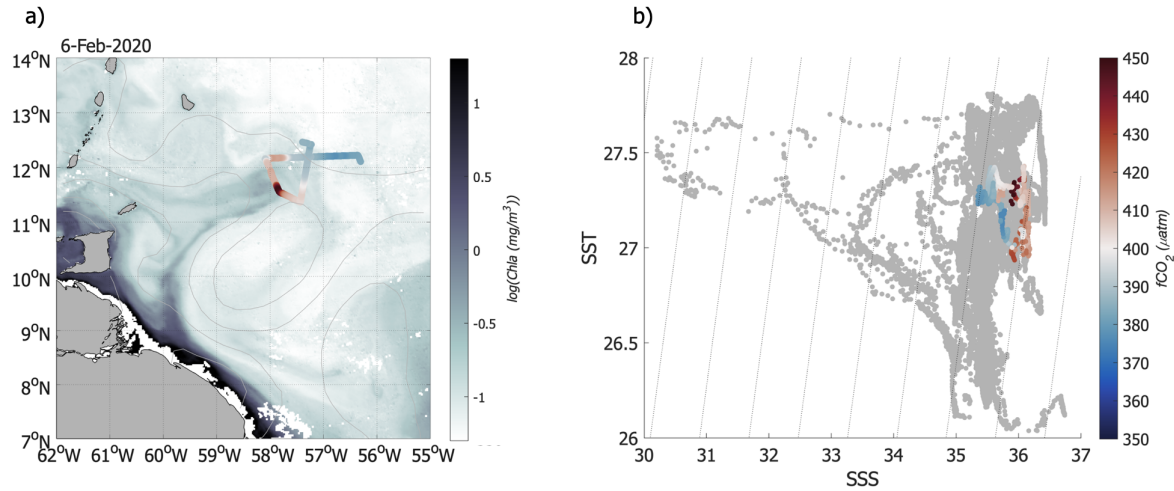 a)
6-Feb-2020
14°N
13°N
12°N
11°N
10°N
9°N
8°N
7°N
62°W 61°W 60°W 59°W 58°W 57°W 56°W 55°W
1
0.5
0
-0.5
-1
log(Chla (mg/m³)
b)
28
27.5
27
26.5
26
SST
30 31 32 33 34 35 36 37
SSS
450
440
430
420
410
400
390
380
370
360
350
fCO₂ (μatm)